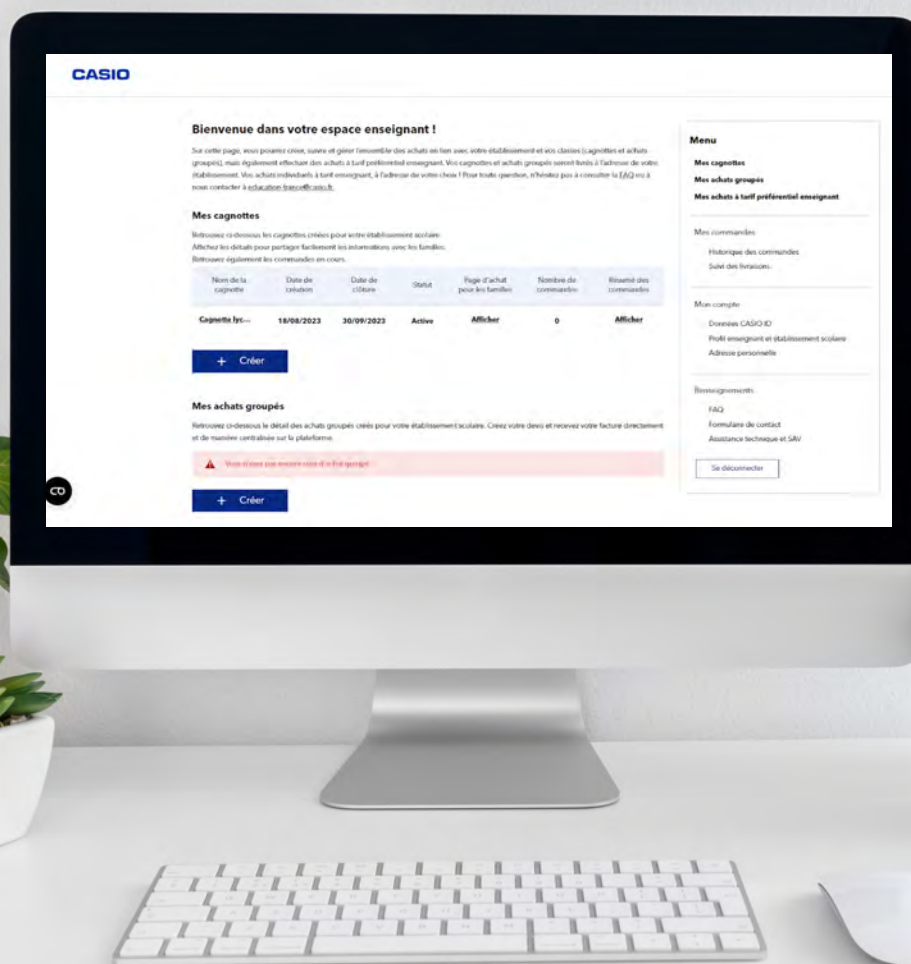 CASIO
Bienvenue dans votre espace enseignant !
Sur cette page, vous pourrez créer, suivre et gérer l'ensemble des achats en lien avec votre établissement et vos classes (cagnottes et achats
groupés), mais également effectuer des achats à tarif préférentiel enseignant. Vos cagnottes et achats groupés seront livrés à l'adresse de votre
établissement. Vos achats individuels à tarif enseignant, à l'adresse de votre choix ! Pour toute question, n'hésitez pas à consulter la FAQ ou à
nous contacter à education-france@casio.fr.
Mes cagnottes
Retrouvez ci-dessous les cagnottes créées pour votre établissement scolaire.
Affichez les détails pour partager facilement les informations avec les familles.
Retrouvez également les commandes en cours.
Nom de la cagnotte Date de création Date de clôture Statut Page d'achat pour les familles Nombre de commandes Résumé des commandes
Cagnotte lyc... 18/08/2023 30/09/2023 Active Afficher 0 Afficher
+ Créer
Mes achats groupés
Retrouvez ci-dessous le détail des achats groupés créés pour votre établissement scolaire. Créez votre devis et recevez votre facture directement
et de manière centralisée sur la plateforme.
+ Créer
Menu
Mes cagnottes
Mes achats groupés
Mes achats à tarif préférentiel enseignant
Mes commandes
Historique des commandes
Suivi des livraisons
Mon compte
Données CASIO ID
Profil enseignant et établissement scolaire
Adresse personnelle
Renseignements
FAQ
Formulaire de contact
Assistance technique et SAV
Se déconnecter